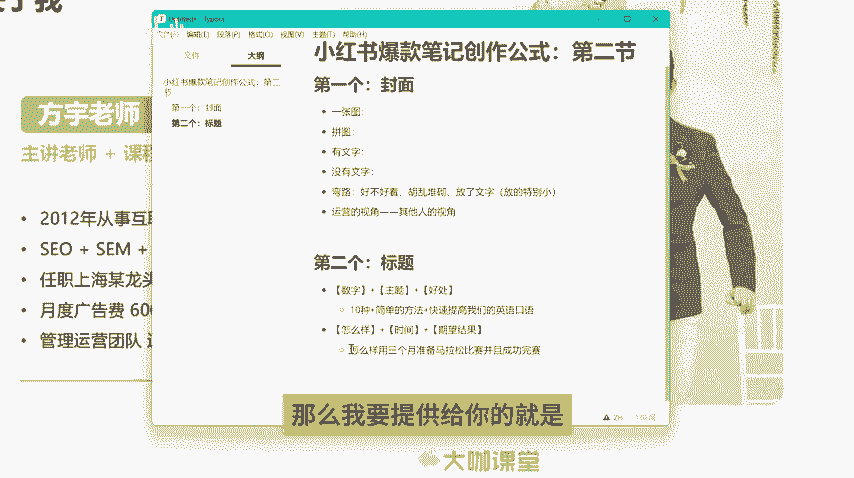 Typora
编辑(E) 段落(P) 格式(O) 视图(V) 主题(T) 帮助(H)
文件 大纲
小红书爆款笔记创作公式：第二节
第一个：封面
第二个：标题
小红书爆款笔记创作公式：第二节
第一个：封面
一张图：
拼图：
有文字：
没有文字：
弯路：好不好看、胡乱堆砌、放了文字（放的特别小）
运营的视角——其他人的视角
第二个：标题
【数字】+【主题】+【好处】
10种+简单的方法+快速提高我们的英语口语
【怎么样】+【时间】+【期望结果】
怎么样用三个月准备马拉松比赛并且成功完赛
方宇老师
主讲老师 + 课程
2012年从事互联
SEO + SEM +
任职上海某龙头
月度广告费 600
管理运营团队
那么我要提供给你的就是
大咖课堂